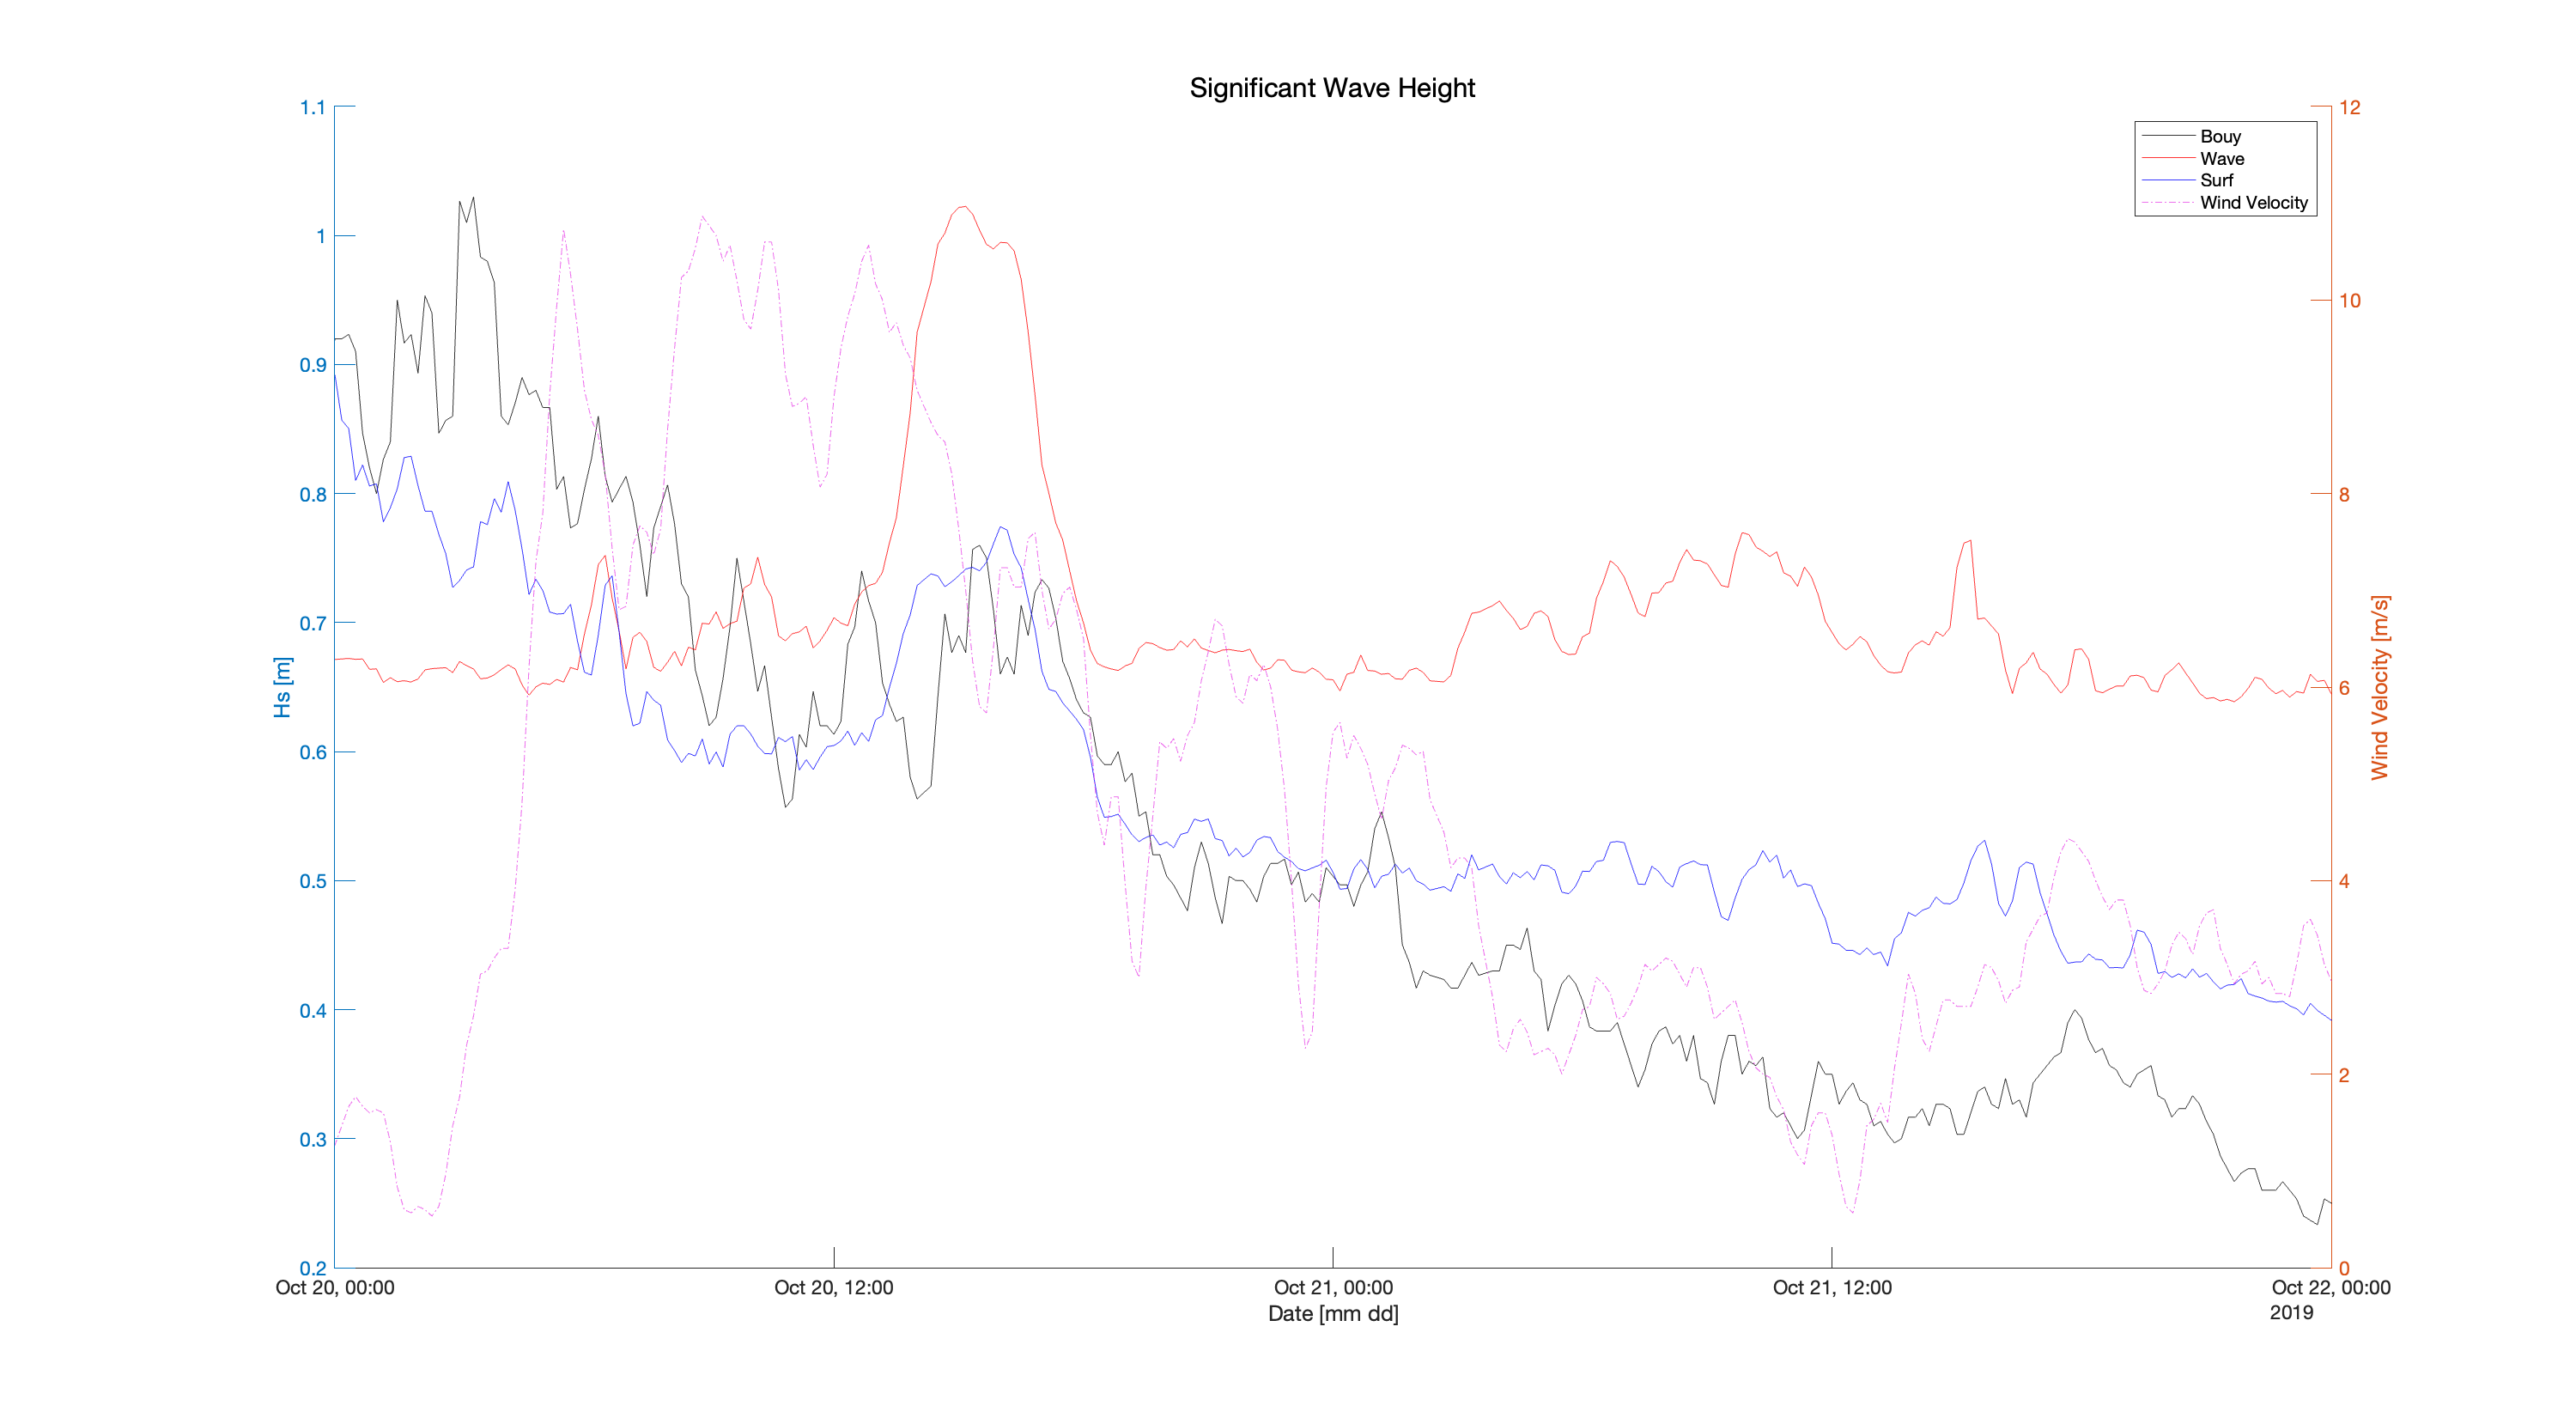 Significant Wave Height
1.1
1
0.9
0.8
0.7
0.6
0.5
0.4
0.3
0.2
Hs [m]
12
10
8
6
4
2
0
Wind Velocity [m/s]
Bouy
Wave
Surf
Wind Velocity
Oct 20, 00:00
Oct 20, 12:00
Oct 21, 00:00
Oct 21, 12:00
Oct 22, 00:00
2019
Date [mm dd]